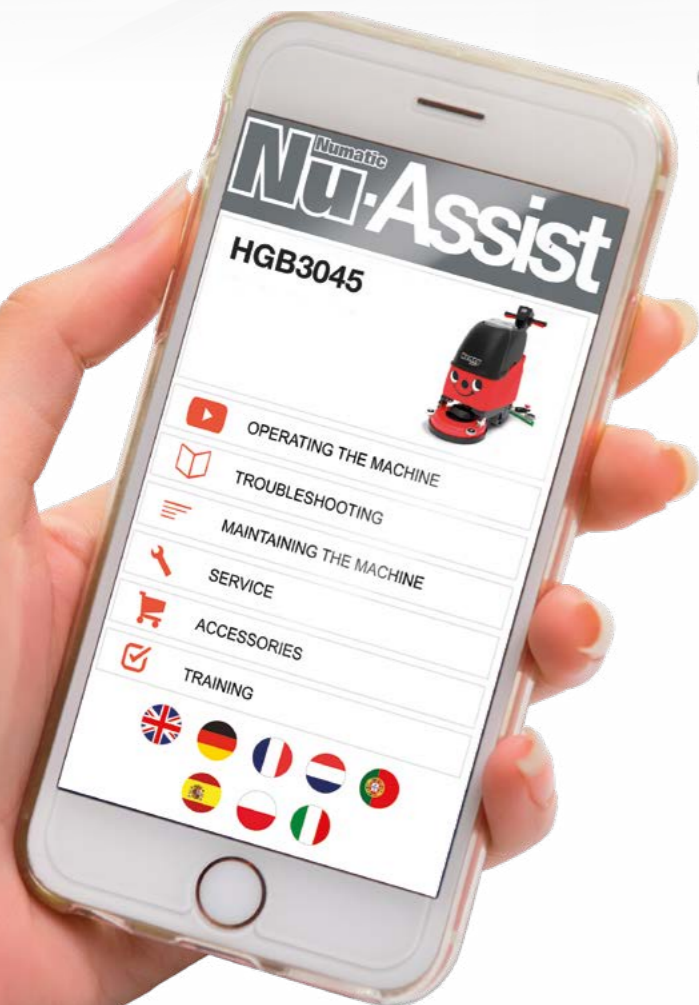 Numatic
Nu-Assist
HGB3045
OPERATING THE MACHINE
TROUBLESHOOTING
MAINTAINING THE MACHINE
SERVICE
ACCESSORIES
TRAINING